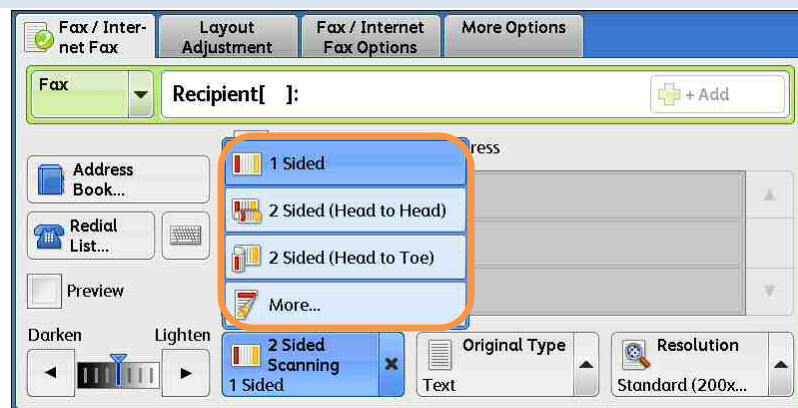 Fax / Inter-
net Fax
Layout
Adjustment
Fax / Internet
Fax Options
More Options
Fax
Recipient[ ]:
+ Add
ress
Address
Book...
Redial
List...
Preview
1 Sided
2 Sided (Head to Head)
2 Sided (Head to Toe)
More...
Darken
Lighten
2 Sided
Scanning
1 Sided
Original Type
Text
Resolution
Standard (200x...